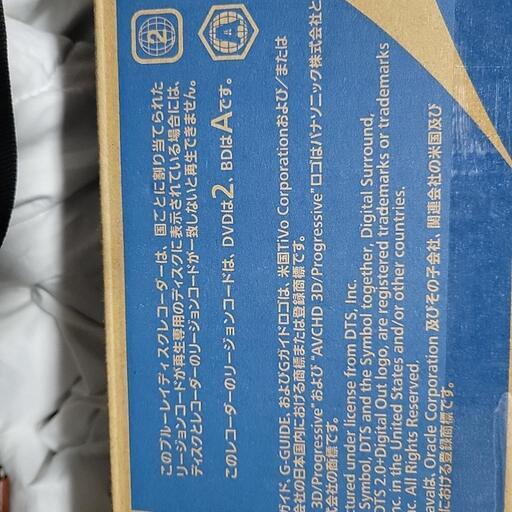 2
A
このブルーレイディスクレコーダーは、国ごとに割り当てられた
リージョンコードが再生専用のディスクに表示されている場合には、
ディスクとレコーダーのリージョンコードが一致しないと再生できません。
このレコーダーのリージョンコードは、DVDは2、BDはAです。
ガイド、G-GUIDE、およびGガイドロゴは、米国TiVo Corporationおよび/または
会社の日本国内における商標または登録商標です。
3D/Progressive"および "AVCHD 3D/Progressive"ロゴはパナソニック株式会社と
式会社の商標です。
ctured under license from DTS, Inc.
Symbol, DTS and the Symbol together, Digital Surround,
DTS 2.0+Digital Out logo, are registered trademarks or trademarks
nc. in the United States and/or other countries.
c. All Rights Reserved.
avaは、Oracle Corporation 及びその子会社、関連会社の米国及び
における登録商標です。